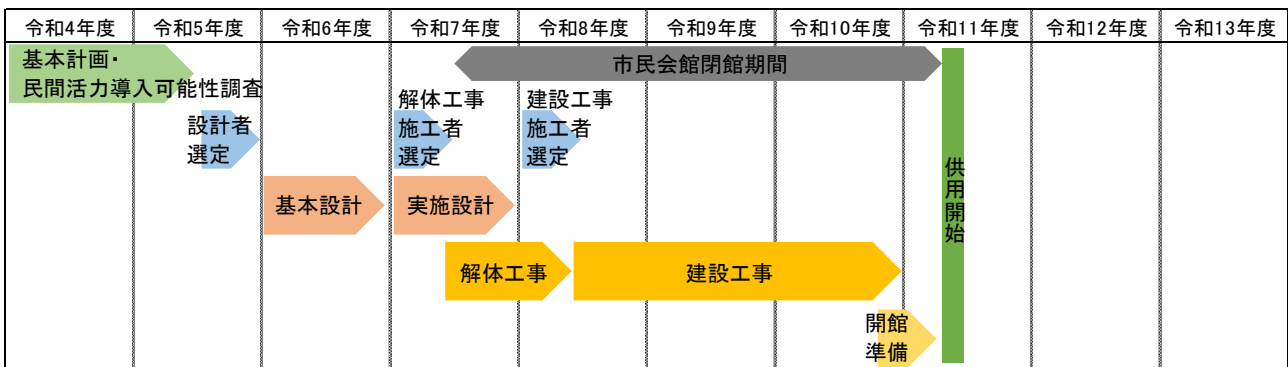 令和4年度 令和5年度 令和6年度 令和7年度 令和8年度 令和9年度 令和10年度 令和11年度 令和12年度 令和13年度
基本計画・
民間活力導入可能性調査
市民会館閉館期間
設計者
選定
解体工事
施工者
選定
建設工事
施工者
選定
基本設計
実施設計
供用開始
解体工事
建設工事
開館
準備